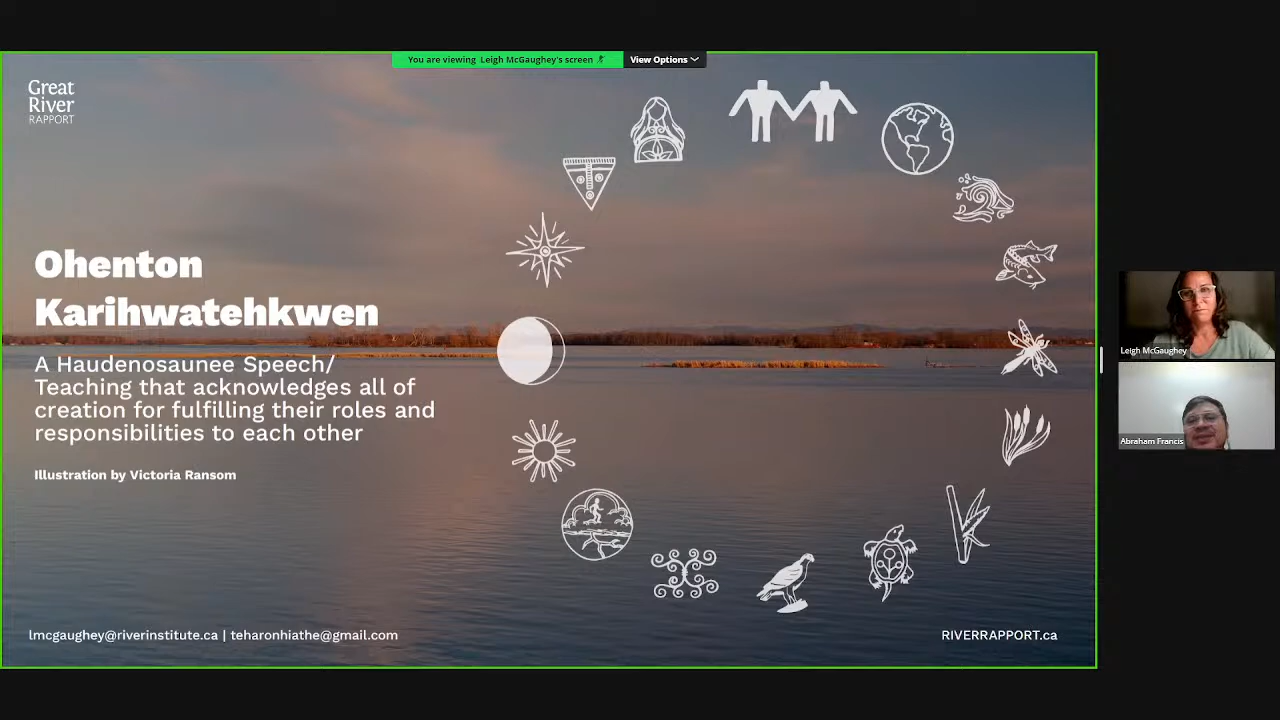 You are viewing Leigh McGaughey's screen
View Options
Great
River
RAPPORT
Ohenton
Karihwatehkwen
A Haudenosaunee Speech/
Teaching that acknowledges all of
creation for fulfilling their roles and
responsibilities to each other
Illustration by Victoria Ransom
lmcgaughey@riverinstitute.ca | teharonhiathe@gmail.com
RIVERRAPPORT.ca
Leigh McGaughey
Abraham Francis